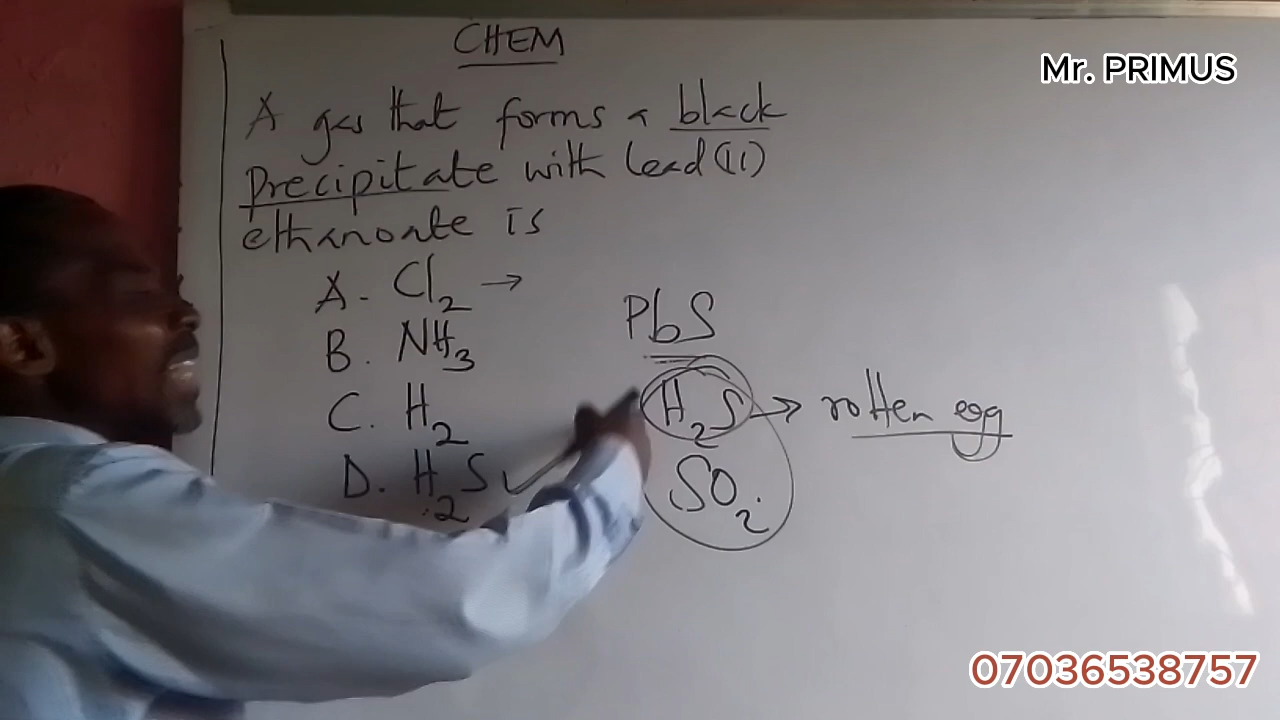 CHEM
Mr. PRIMUS
A gas that forms a black
precipitate with lead (II)
ethanoate is
A. Cl2 →
B. NH3
C. H2
D. H2S ✓
PbS
H2S → rotten egg
SO2
07036538757